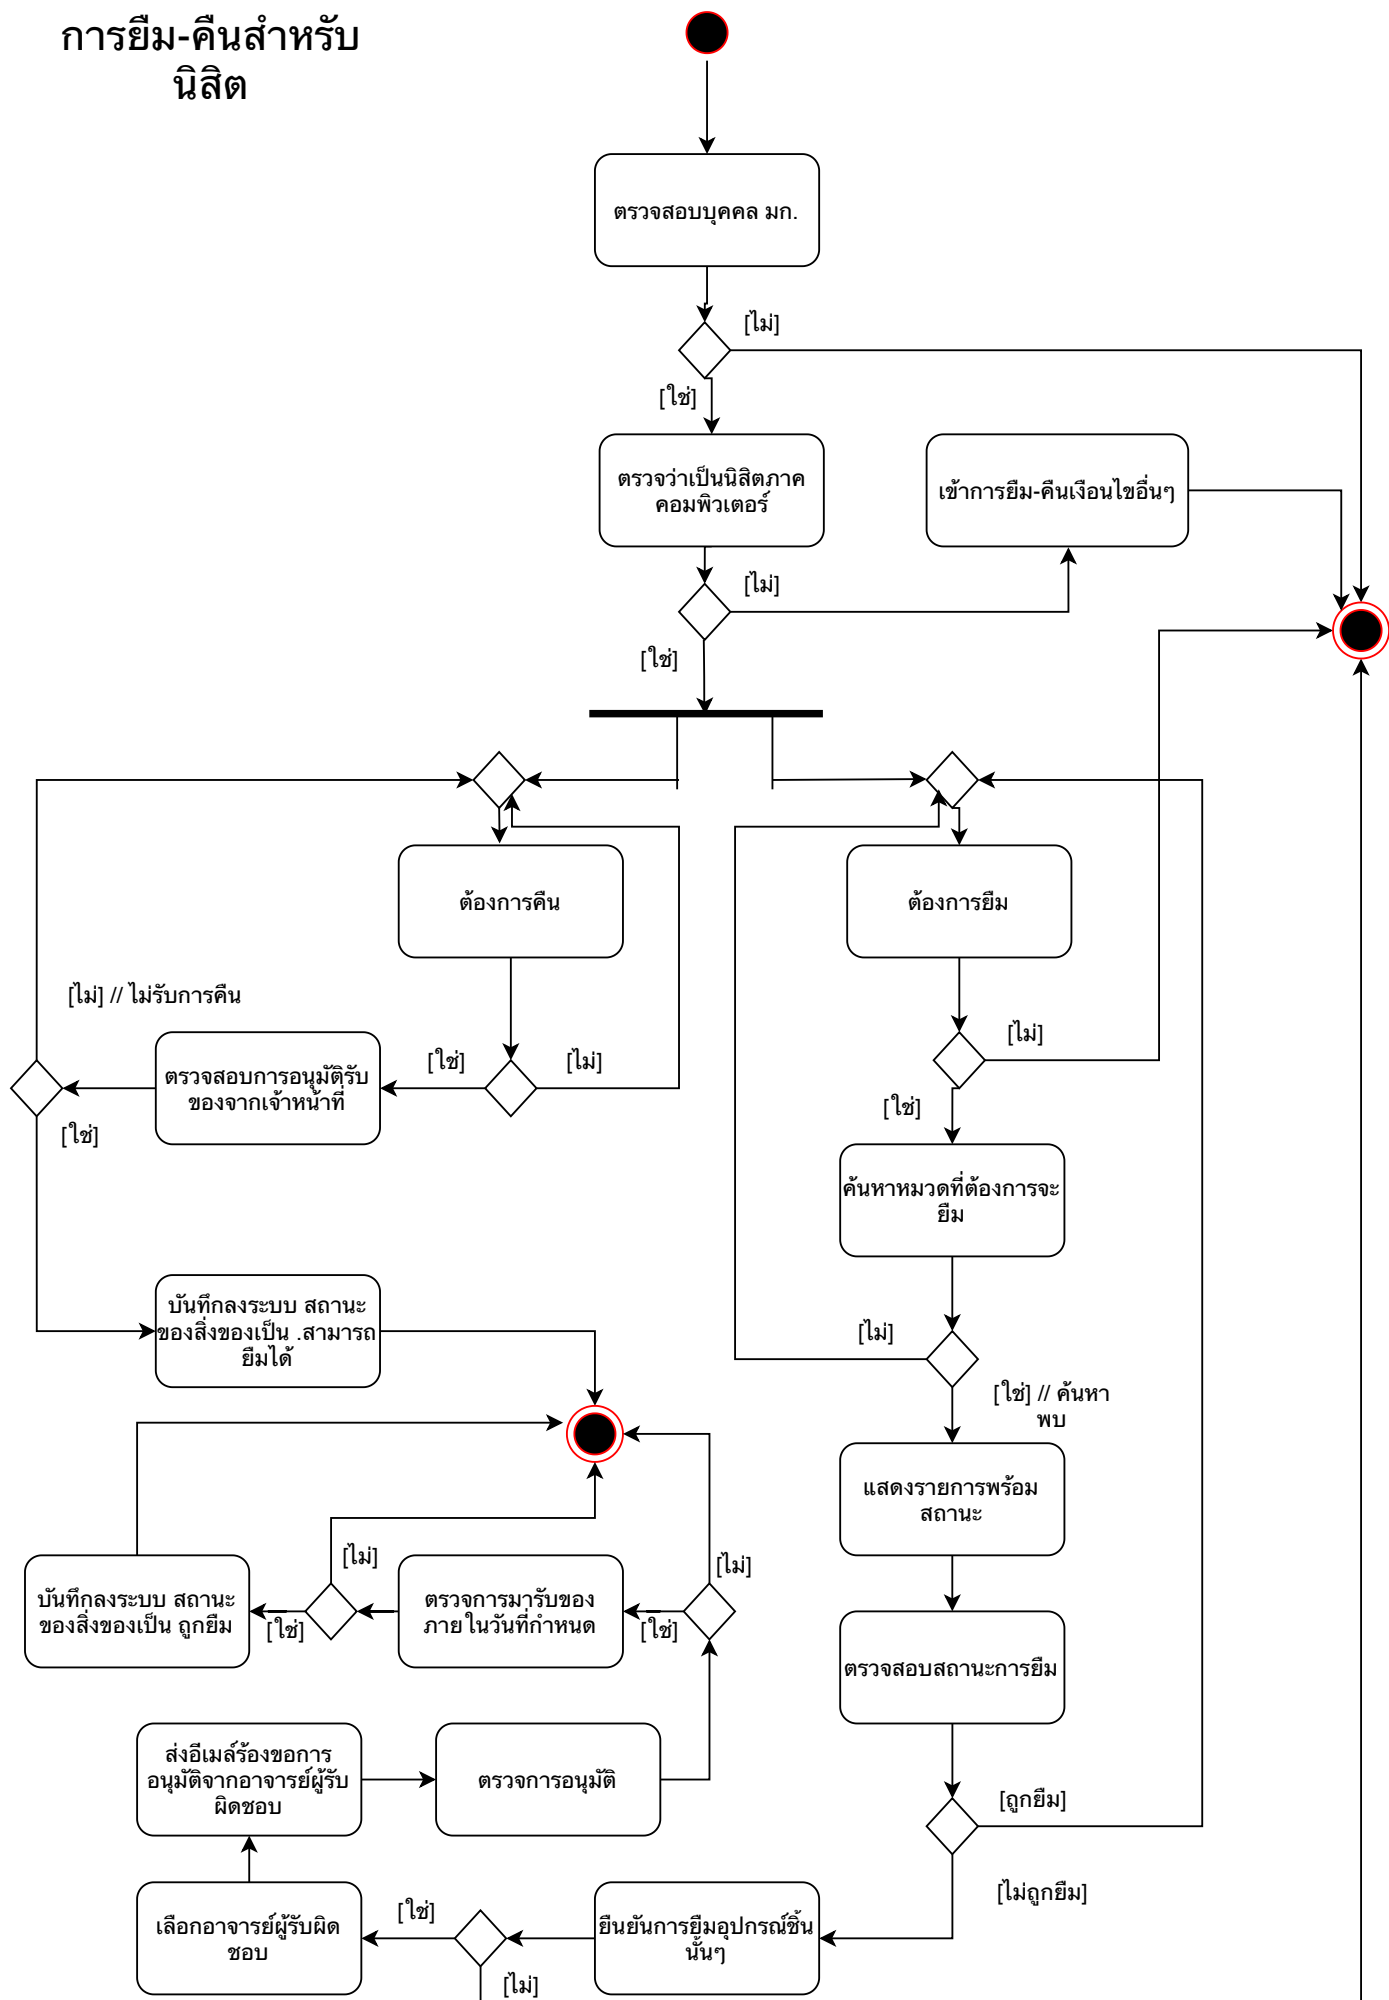 การยืม-คืนสำหรับ
นิสิต
ตรวจสอบบุคคล มก.
[ไม่]
[ใช่]
ตรวจว่าเป็นนิสิตภาค
คอมพิวเตอร์
เข้าการยืม-คืนเงือนไขอื่นๆ
[ไม่]
[ใช่]
ต้องการคืน
ต้องการยืม
[ไม่] // ไม่รับการคืน
[ไม่]
ตรวจสอบการอนุมัติรับ
ของจากเจ้าหน้าที่
[ใช่]
[ไม่]
[ใช่]
[ใช่]
ค้นหาหมวดที่ต้องการจะ
ยืม
บันทึกลงระบบ สถานะ
ของสิ่งของเป็น .สามารถ
ยืมได้
[ไม่]
[ใช่] // ค้นหา
พบ
แสดงรายการพร้อม
สถานะ
[ไม่]
[ไม่]
บันทึกลงระบบ สถานะ
ของสิ่งของเป็น ถูกยืม
[ใช่]
ตรวจการมารับของ
ภายในวันที่กำหนด
[ใช่]
ตรวจสอบสถานะการยืม
ส่งอีเมล์ร้องขอการ
อนุมัติจากอาจารย์ผู้รับ
ผิดชอบ
ตรวจการอนุมัติ
[ถูกยืม]
[ไม่ถูกยืม]
เลือกอาจารย์ผู้รับผิด
ชอบ
[ใช่]
ยืนยันการยืมอุปกรณ์ชิ้น
นั้นๆ
[ไม่]